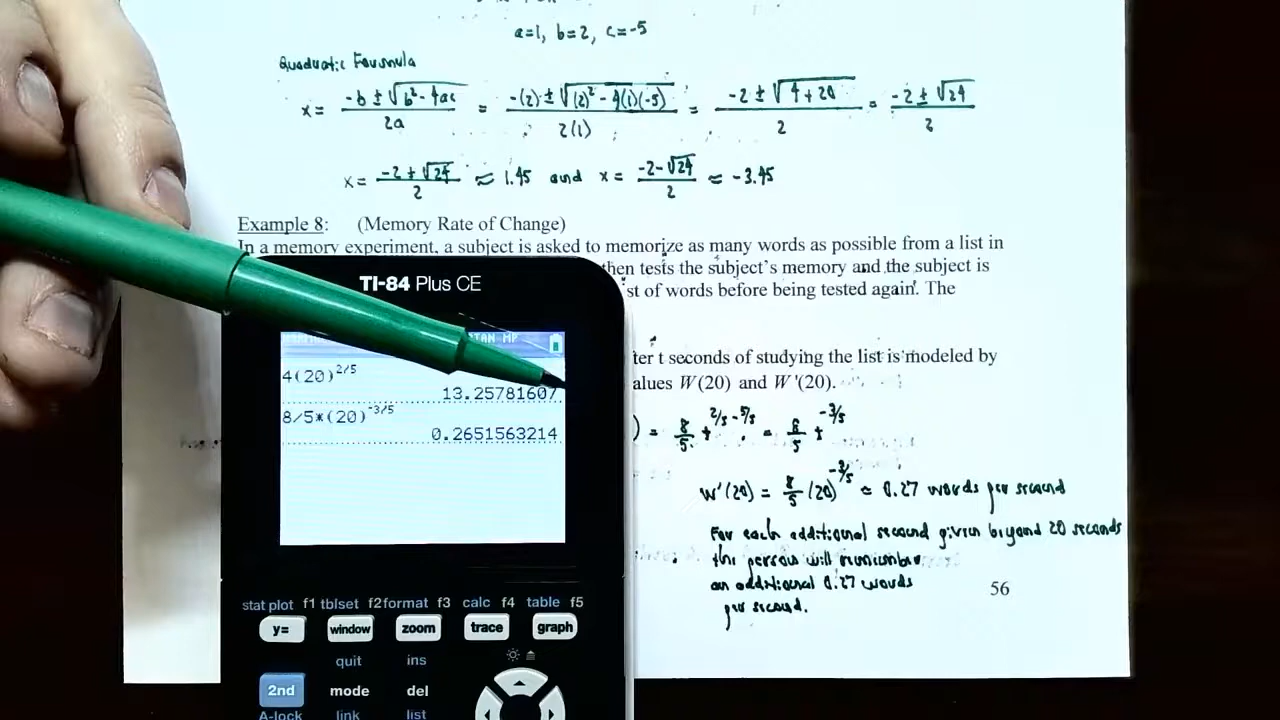 a=1, b=2, c=-5
Quadratic Formula
x= -b ± √b² - 4ac / 2a = -(2) ± √(2)² - 4(1)(-5) / 2(1) = -2 ± √4+20 / 2 = -2 ± √24 / 2
x= -2 + √24 / 2 ≈ 1.45 and x= -2-√24 / 2 ≈ -3.45
Example 8: (Memory Rate of Change)
In a memory experiment, a subject is asked to memorize as many words as possible from a list in
then tests the subject's memory and the subject is
st of words before being tested again. The
ter t seconds of studying the list is modeled by
alues W(20) and W'(20).
) = 8/5 t^2/5 - 5/5 = 8/5 t^-3/5
W'(20) = 8/5 (20)^-3/5 ≈ 0.27 words per second
For each additional second given beyond 20 seconds
the person will remember
an additional 0.27 words
per second.
56
TI-84 Plus CE
MP
4(20)^2/5
13.25781607
8/5*(20)^-3/5
0.2651563214
stat plot f1 tblset f2 format f3 calc f4 table f5
y= window zoom trace graph
quit ins
2nd mode del
A-lock link list